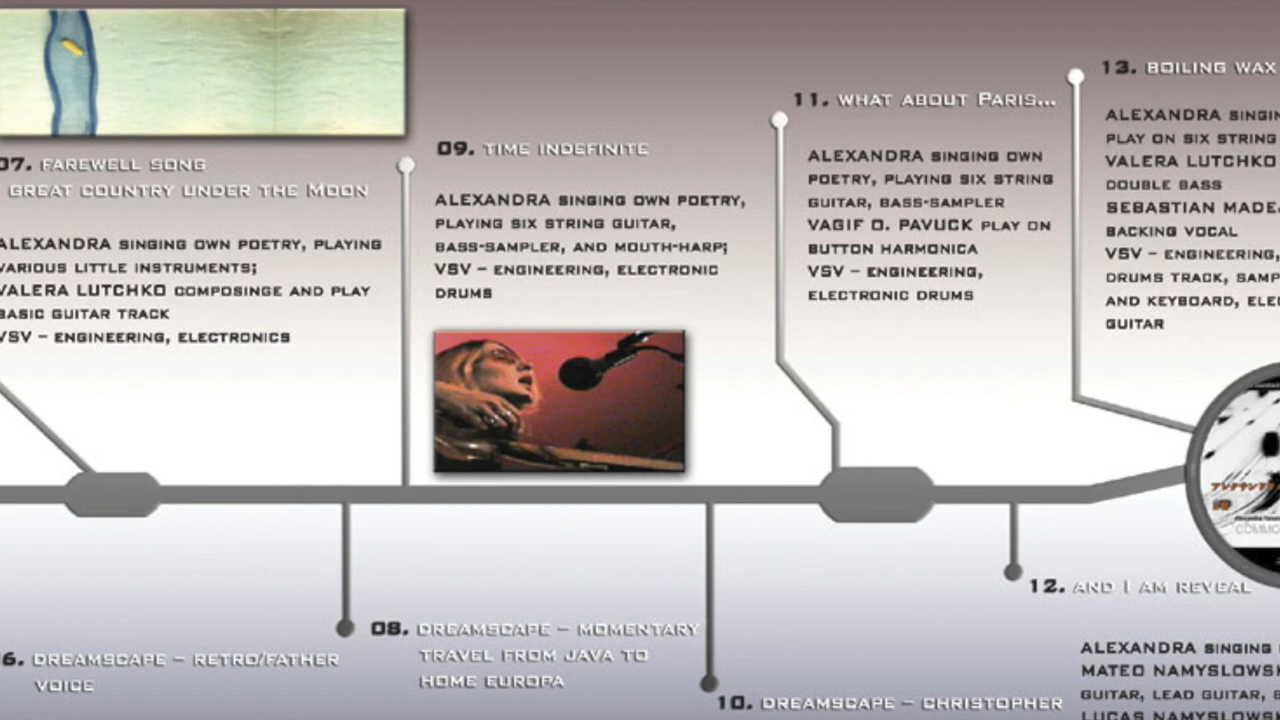 07. FAREWELL SONG
GREAT COUNTRY UNDER THE MOON
ALEXANDRA SINGING OWN POETRY, PLAYING
VARIOUS LITTLE INSTRUMENTS;
VALERA LUTCHKO COMPOSINGE AND PLAY
BASIC GUITAR TRACK
VSV – ENGINEERING, ELECTRONICS
09. TIME INDEFINITE
ALEXANDRA SINGING OWN POETRY,
PLAYING SIX STRING GUITAR,
BASS-SAMPLER, AND MOUTH-HARP;
VSV – ENGINEERING, ELECTRONIC
DRUMS
11. WHAT ABOUT PARIS...
ALEXANDRA SINGING OWN
POETRY, PLAYING SIX STRING
GUITAR, BASS-SAMPLER
VAGIF O. PAVUCK PLAY ON
BUTTON HARMONICA
VSV – ENGINEERING,
ELECTRONIC DRUMS
13. BOILING WAX
ALEXANDRA
PLAY ON SIX STRING
VALERA LUTCHKO
DOUBLE BASS
SEBASTIAN
BACKING VOCAL
VSV – ENGINEERING,
DRUMS TRACK,
AND KEYBOARD,
GUITAR
6. DREAMSCAPE – RETRO/FATHER
VOICE
08. DREAMSCAPE – MOMENTARY
TRAVEL FROM JAVA TO
HOME EUROPA
10. DREAMSCAPE – CHRISTOPHER
12. AND I AM REVEAL
ALEXANDRA SINGING
MATEO
GUITAR, LEAD GUITAR,
LUCAS